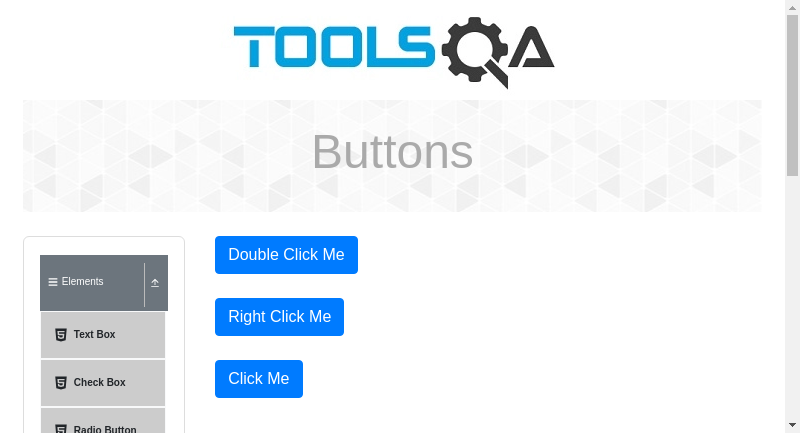 TOOLSQA
Buttons
Elements
Text Box
Check Box
Radio Button
Double Click Me
Right Click Me
Click Me